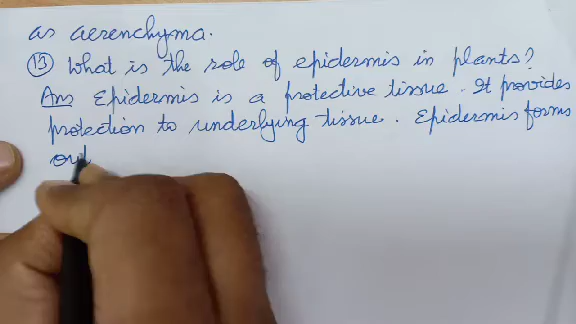 as aerenchyma.
13 What is the role of epidermis in plants?
Ans Epidermis is a protective tissue. It provides
protection to underlying tissue. Epidermis forms